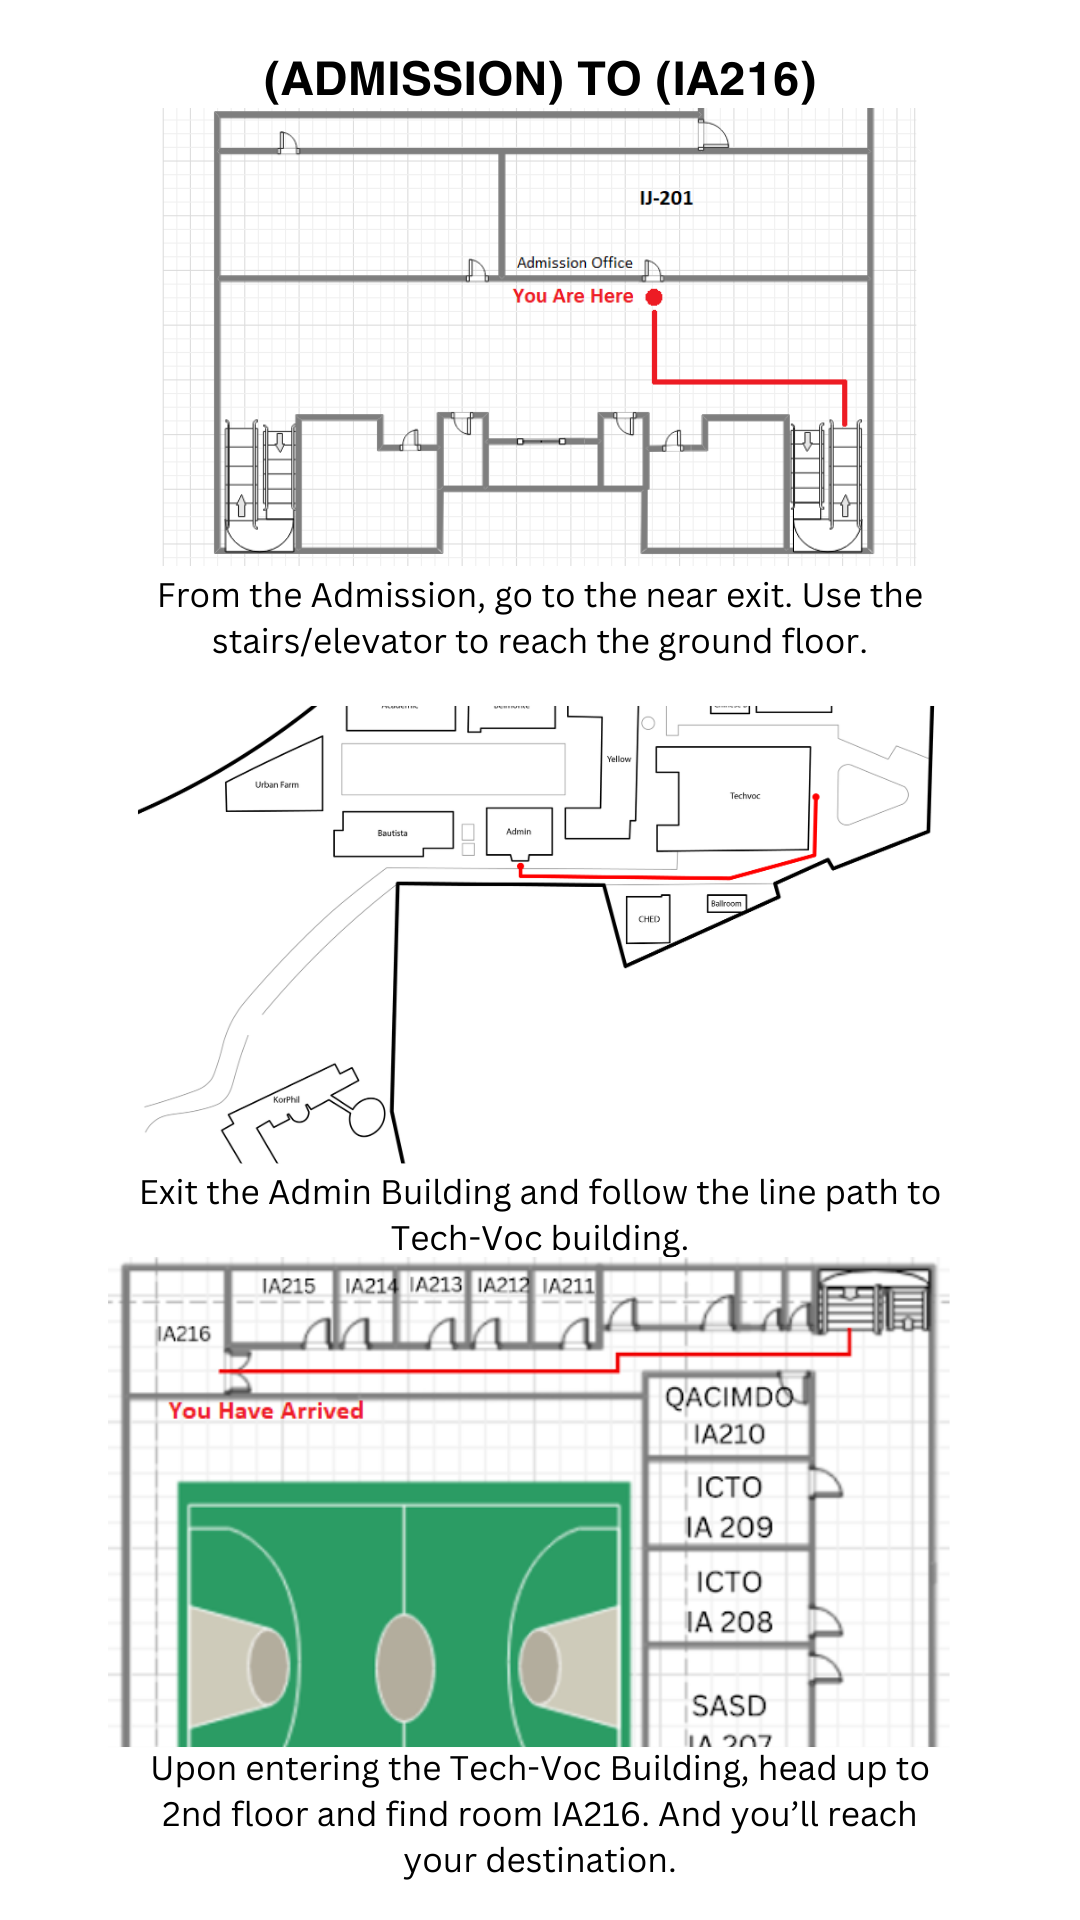 (ADMISSION) TO (IA216)
IJ-201
Admission Office
You Are Here
From the Admission, go to the near exit. Use the
stairs/elevator to reach the ground floor.
Urban Farm
Yellow
Techvoc
Bautista
Admin
CHED
Ballroom
KorPhil
Exit the Admin Building and follow the line path to
Tech-Voc building.
IA215
IA214
IA213
IA212
IA211
IA216
You Have Arrived
QACIMDO
IA210
ICTO
IA 209
ICTO
IA 208
SASD
IA 207
Upon entering the Tech-Voc Building, head up to
2nd floor and find room IA216. And you’ll reach
your destination.